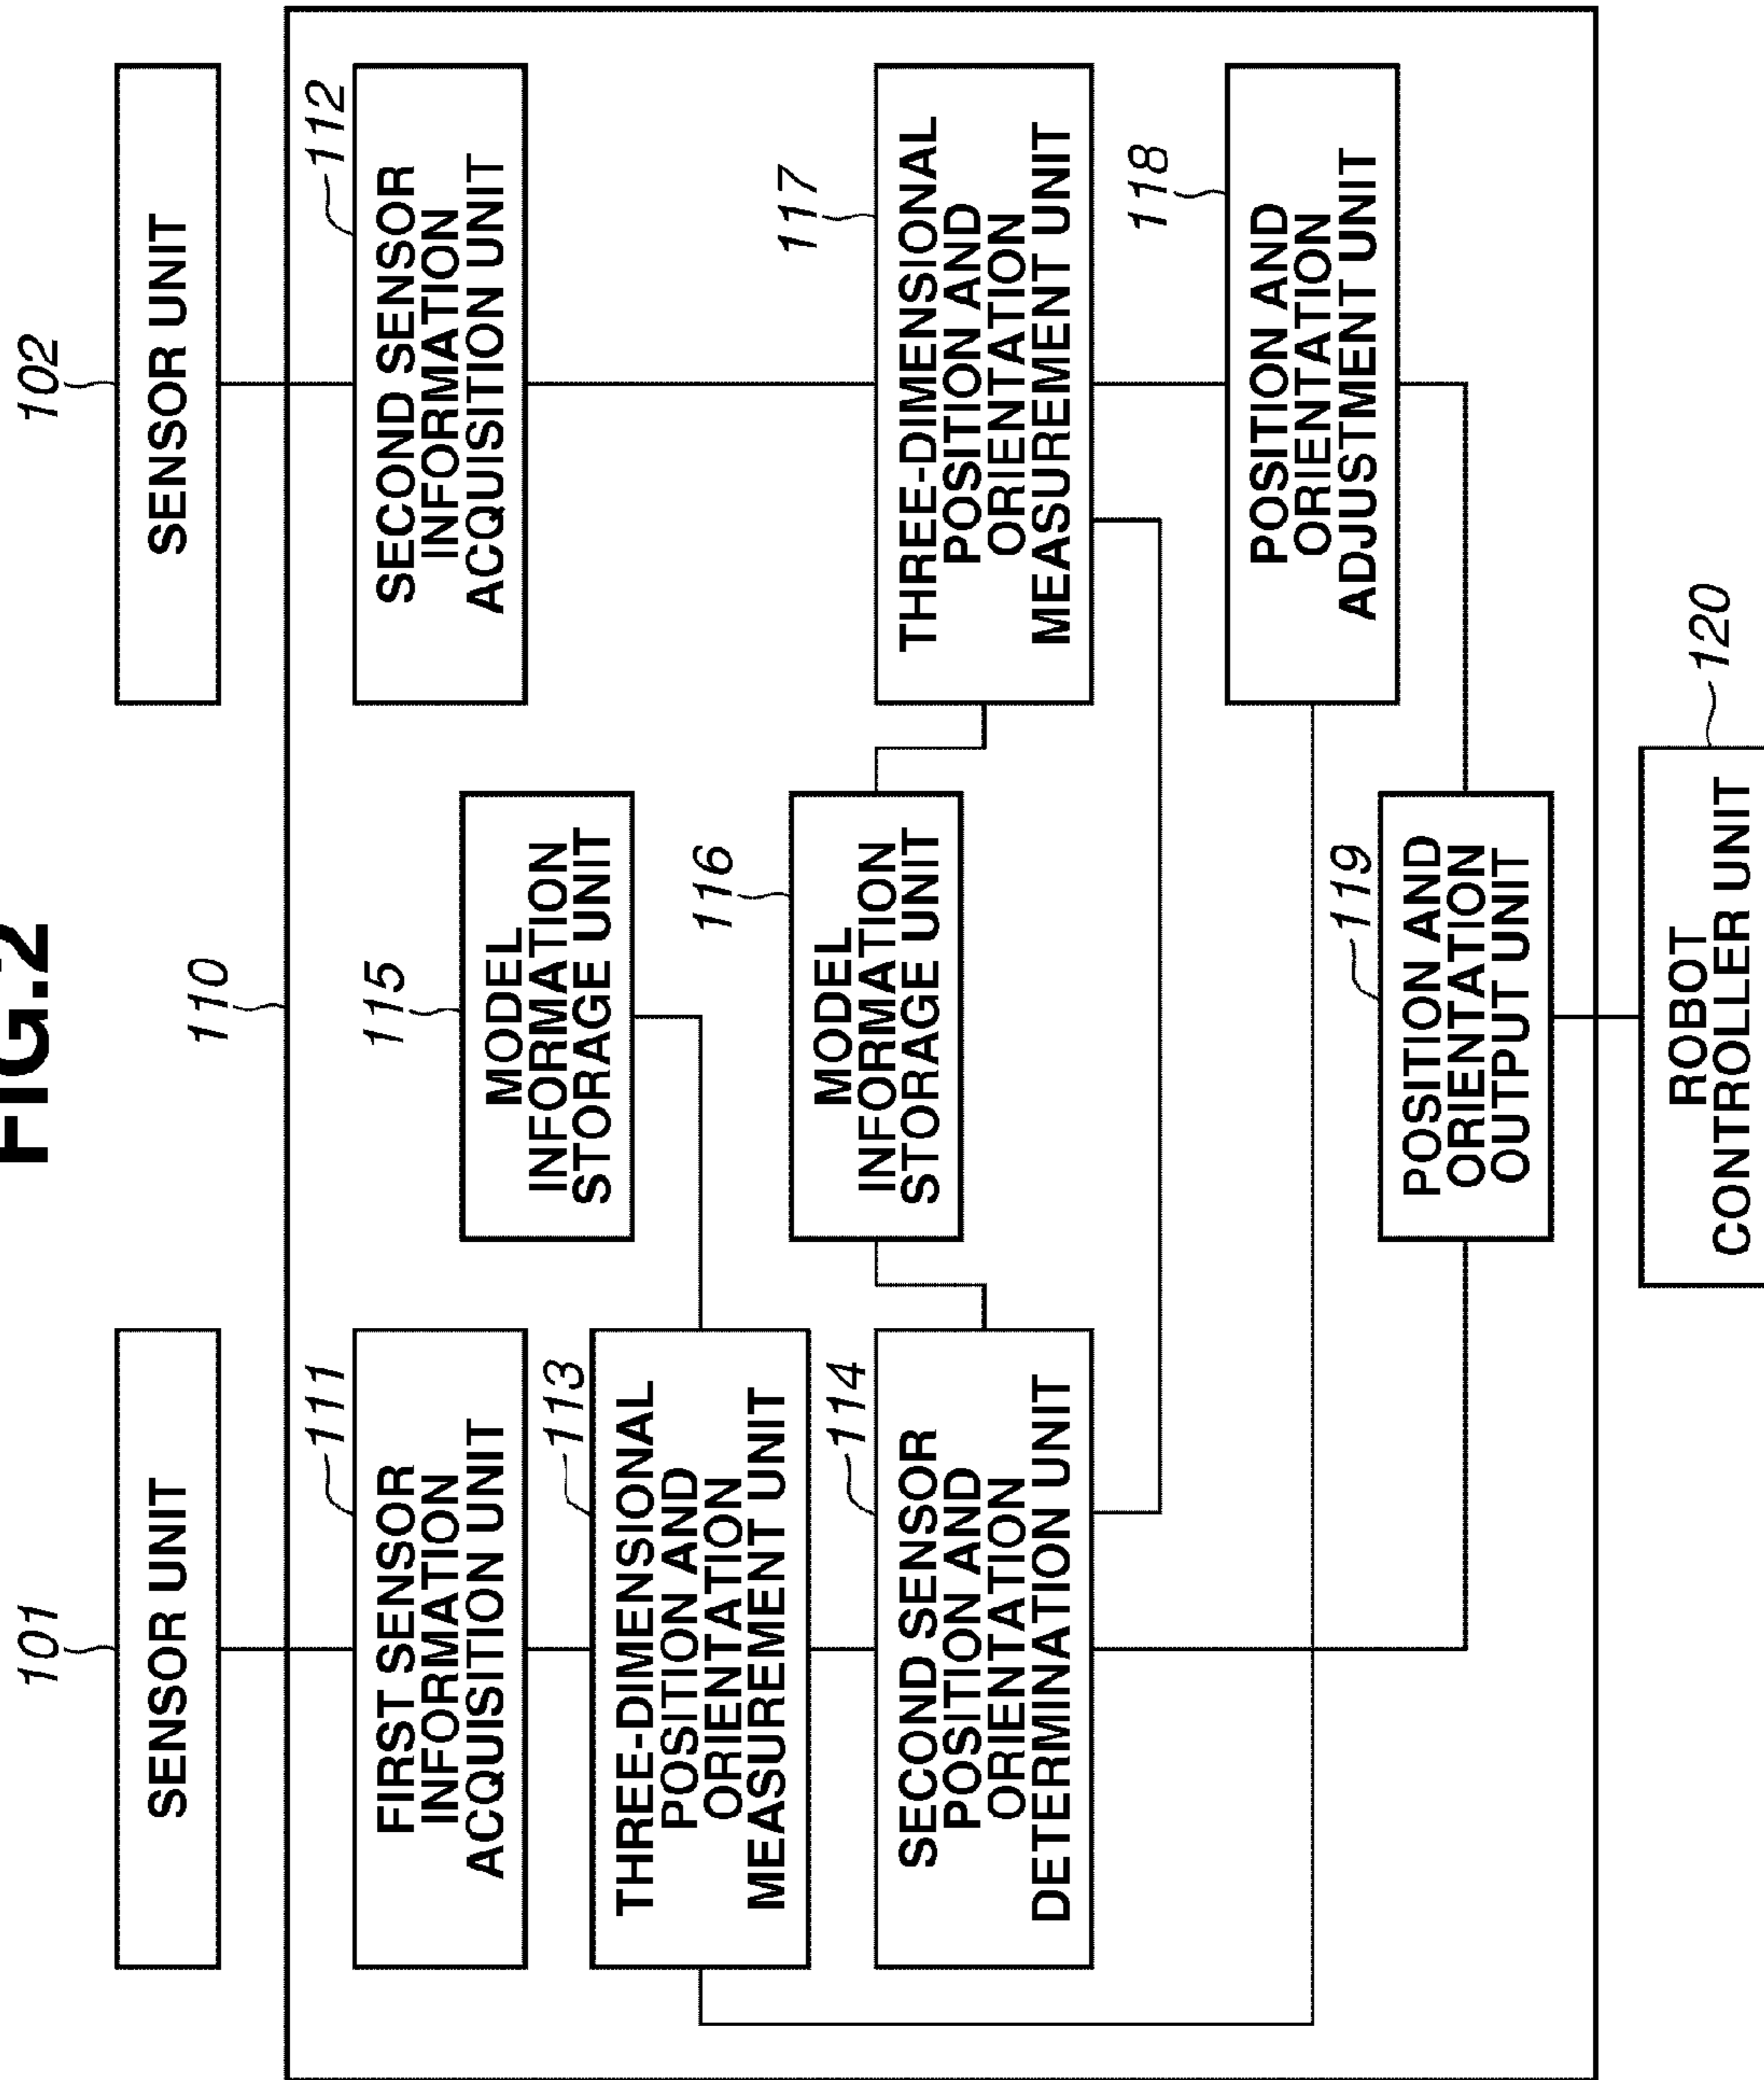 FIG.2
110
101
SENSOR UNIT
102
SENSOR UNIT
111
FIRST SENSOR
INFORMATION
ACQUISITION UNIT
112
SECOND SENSOR
INFORMATION
ACQUISITION UNIT
113
THREE-DIMENSIONAL
POSITION AND
ORIENTATION
MEASUREMENT UNIT
115
MODEL
INFORMATION
STORAGE UNIT
114
SECOND SENSOR
POSITION AND
ORIENTATION
DETERMINATION UNIT
116
MODEL
INFORMATION
STORAGE UNIT
117
THREE-DIMENSIONAL
POSITION AND
ORIENTATION
MEASUREMENT UNIT
118
POSITION AND
ORIENTATION
ADJUSTMENT UNIT
119
POSITION AND
ORIENTATION
OUTPUT UNIT
120
ROBOT
CONTROLLER UNIT